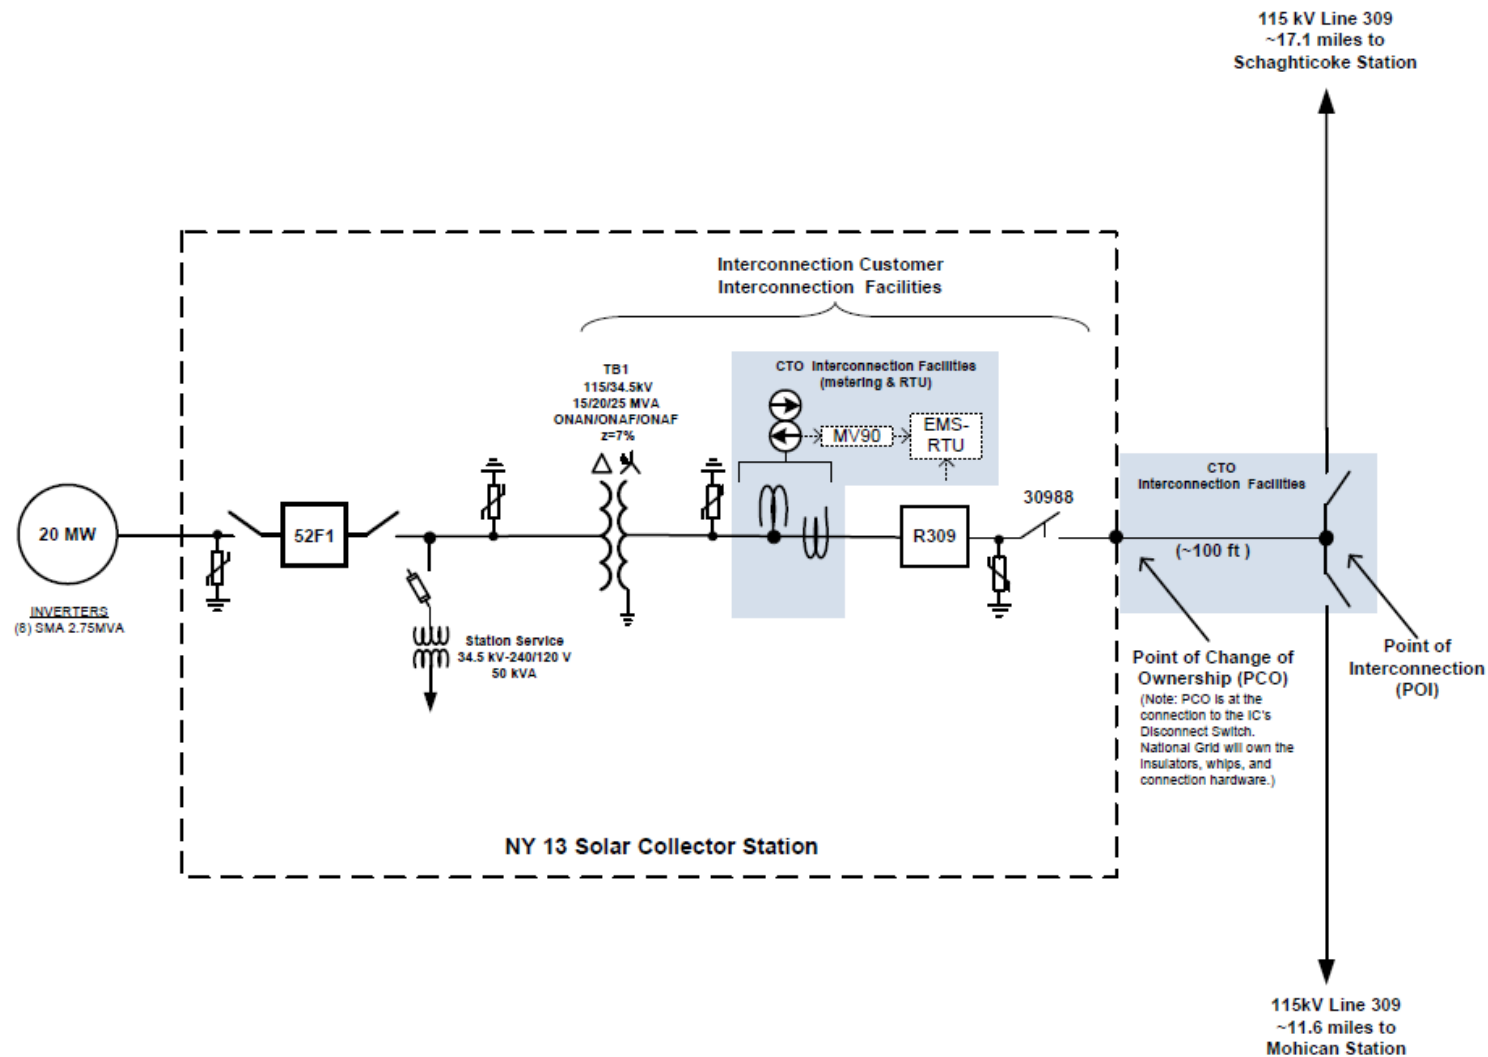 115 kV Line 309
~17.1 miles to
Schaghticoke Station
Interconnection Customer
Interconnection Facilities
TB1
115/34.5kV
15/20/25 MVA
ONAN/ONAF/ONAF
z=7%
CTO Interconnection Facilities
(metering & RTU)
MV90
EMS-
RTU
CTO
Interconnection Facilities
30988
20 MW
52F1
R309
(~100 ft )
INVERTERS
(8) SMA 2.75MVA
Station Service
34.5 kV-240/120 V
50 kVA
Point of Change of
Ownership (PCO)
(Note: PCO is at the
connection to the IC's
Disconnect Switch.
National Grid will own the
insulators, whips, and
connection hardware.)
Point of
Interconnection
(POI)
NY 13 Solar Collector Station
115kV Line 309
~11.6 miles to
Mohican Station